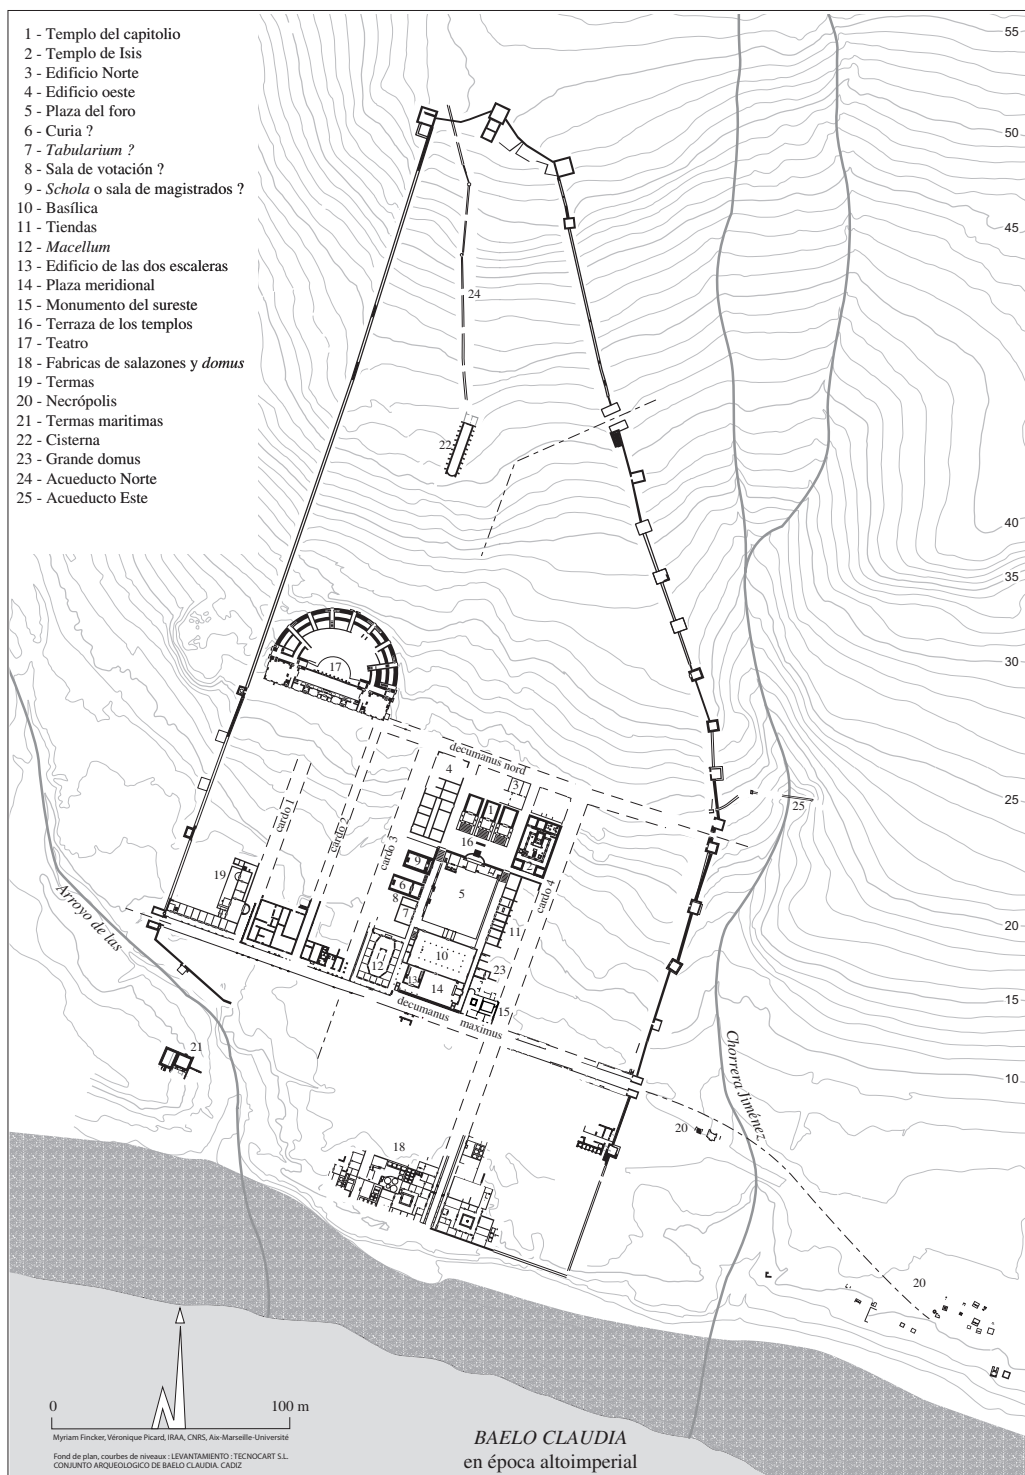 1 - Templo del capitolio
2 - Templo de Isis
3 - Edificio Norte
4 - Edificio oeste
5 - Plaza del foro
6 - Curia ?
7 - Tabularium ?
8 - Sala de votación ?
9 - Schola o sala de magistrados ?
10 - Basílica
11 - Tiendas
12 - Macellum
13 - Edificio de las dos escaleras
14 - Plaza meridional
15 - Monumento del sureste
16 - Terraza de los templos
17 - Teatro
18 - Fabricas de salazones y domus
19 - Termas
20 - Necrópolis
21 - Termas maritimas
22 - Cisterna
23 - Grande domus
24 - Acueducto Norte
25 - Acueducto Este
55
50
45
24
22
40
35
17
30
decumanus nord
4
3
1
25
25
cardo 1
cardo 2
cardo 3
16
2
9
19
6
8
5
cardo 4
7
11
20
Arroyo de las
12
10
13
14
23
15
15
decumanus maximus
21
10
Chorrera Jiménez
20
18
20
0
100 m
Myriam Fincker, Véronique Picard, IRAA, CNRS, Aix-Marseille-Université
Fond de plan, courbes de niveaux : LEVANTAMIENTO : TECNOCART S.L.
CONJUNTO ARQUEOLOGICO DE BAELO CLAUDIA. CADIZ
BAELO CLAUDIA
en época altoimperial